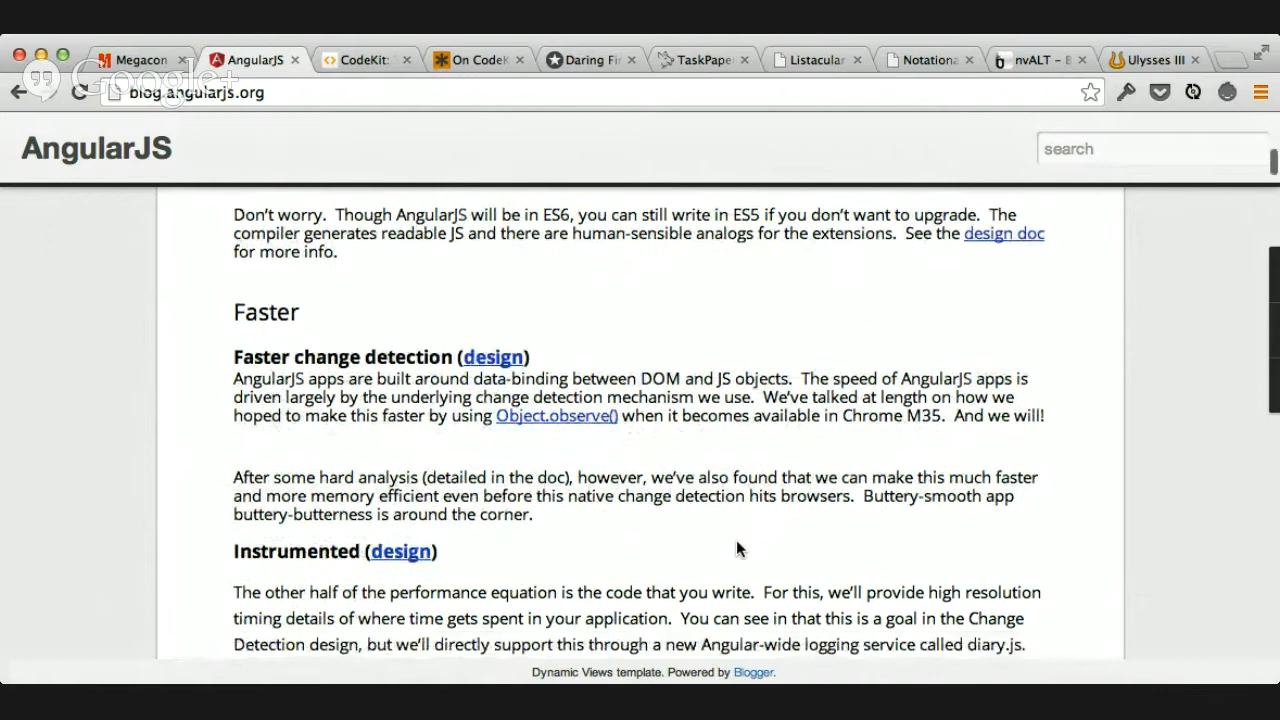 Megacon
AngularJS
CodeKit:
On CodeK
Daring Fi
TaskPape
Listacular
Notationa
nvALT – B
Ulysses III
Google+
blog.angularjs.org
AngularJS
search
Don't worry. Though AngularJS will be in ES6, you can still write in ES5 if you don't want to upgrade. The
compiler generates readable JS and there are human-sensible analogs for the extensions. See the design doc
for more info.
Faster
Faster change detection (design)
AngularJS apps are built around data-binding between DOM and JS objects. The speed of AngularJS apps is
driven largely by the underlying change detection mechanism we use. We've talked at length on how we
hoped to make this faster by using Object.observe() when it becomes available in Chrome M35. And we will!
After some hard analysis (detailed in the doc), however, we've also found that we can make this much faster
and more memory efficient even before this native change detection hits browsers. Buttery-smooth app
buttery-butterness is around the corner.
Instrumented (design)
The other half of the performance equation is the code that you write. For this, we'll provide high resolution
timing details of where time gets spent in your application. You can see in that this is a goal in the Change
Detection design, but we'll directly support this through a new Angular-wide logging service called diary.js.
Dynamic Views template. Powered by Blogger.